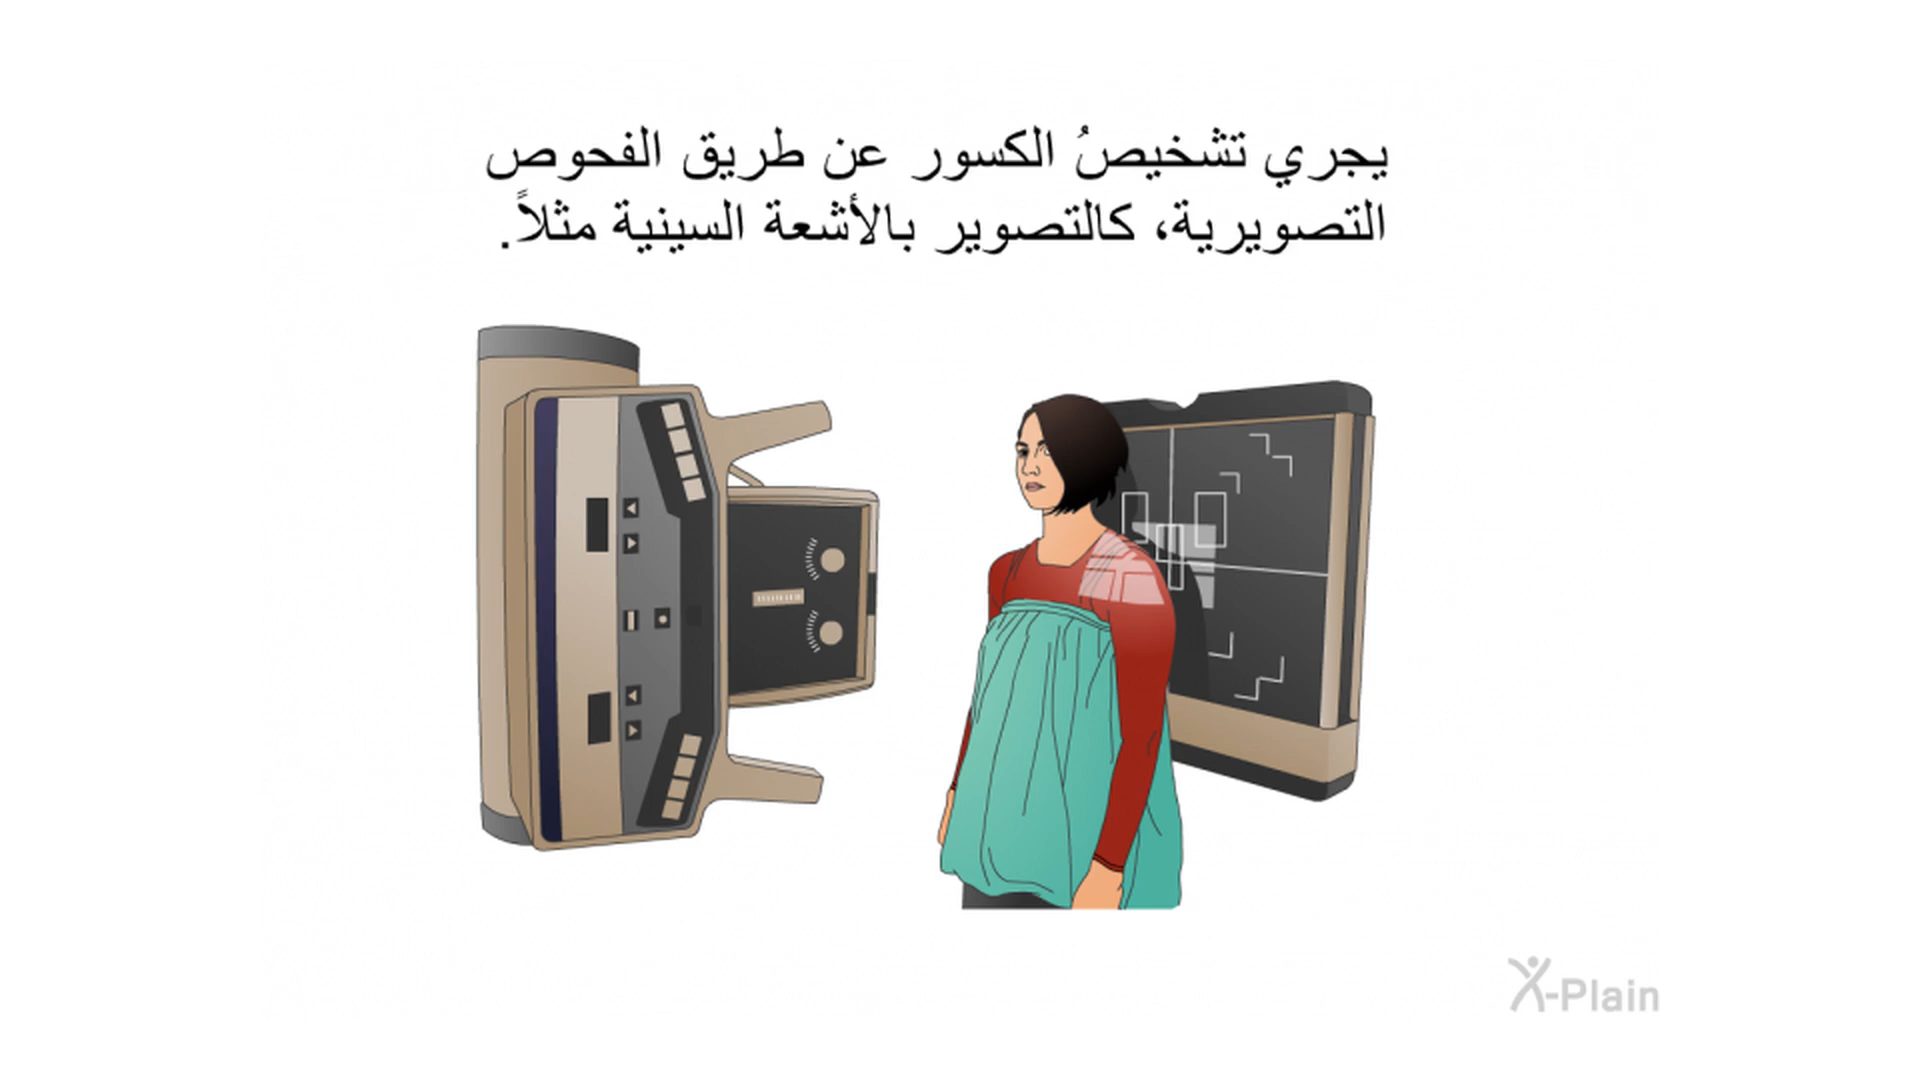 يجري تشخيصُ الكسور عن طريق الفحوص
التصويرية، كالتصوير بالأشعة السينية مثلاً.
X-Plain